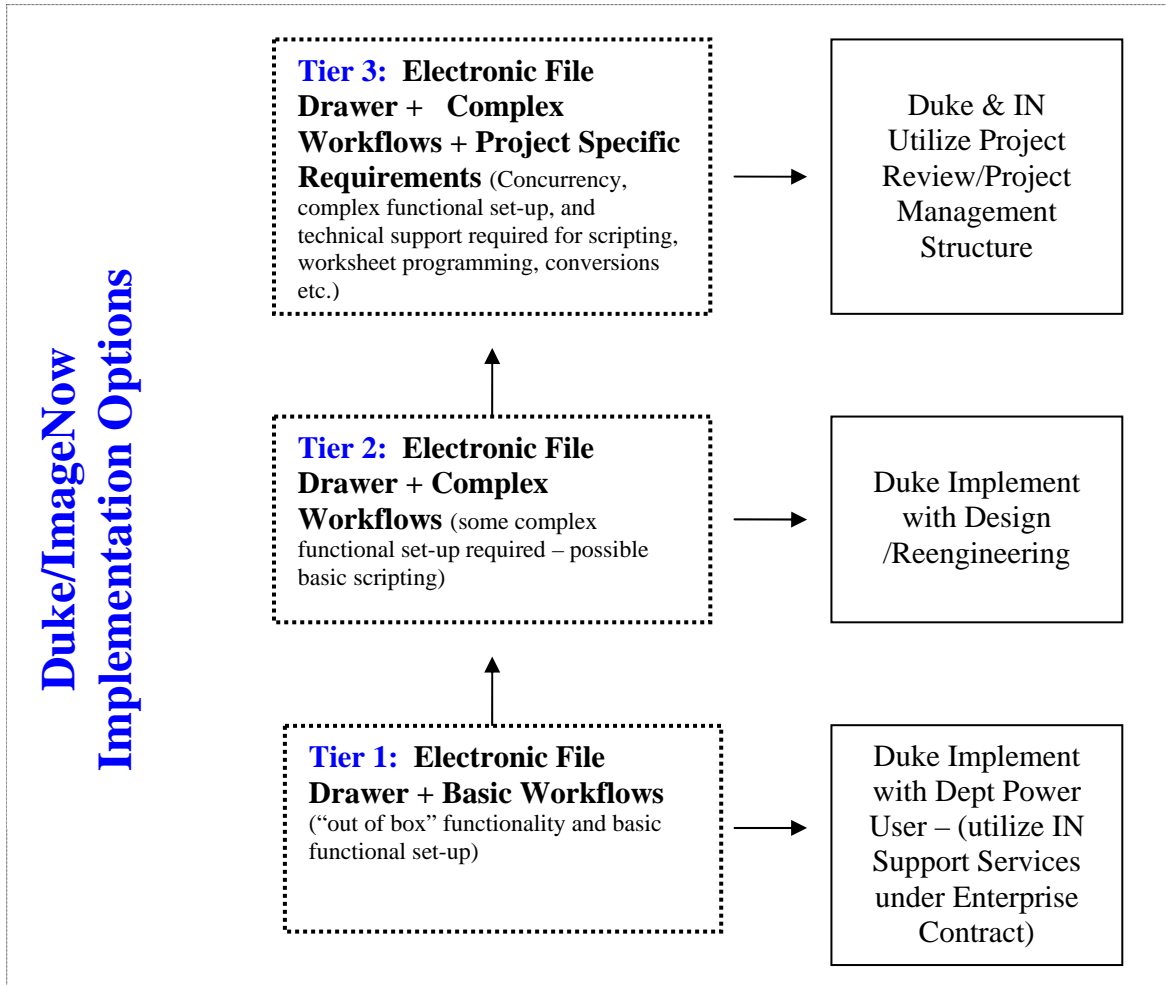 Duke/ImageNow
Implementation Options
Tier 3: Electronic File
Drawer + Complex
Workflows + Project Specific
Requirements (Concurrency,
complex functional set-up, and
technical support required for scripting,
worksheet programming, conversions
etc.)
Duke & IN
Utilize Project
Review/Project
Management
Structure
Tier 2: Electronic File
Drawer + Complex
Workflows (some complex
functional set-up required – possible
basic scripting)
Duke Implement
with Design
/Reengineering
Tier 1: Electronic File
Drawer + Basic Workflows
(“out of box” functionality and basic
functional set-up)
Duke Implement
with Dept Power
User – (utilize IN
Support Services
under Enterprise
Contract)